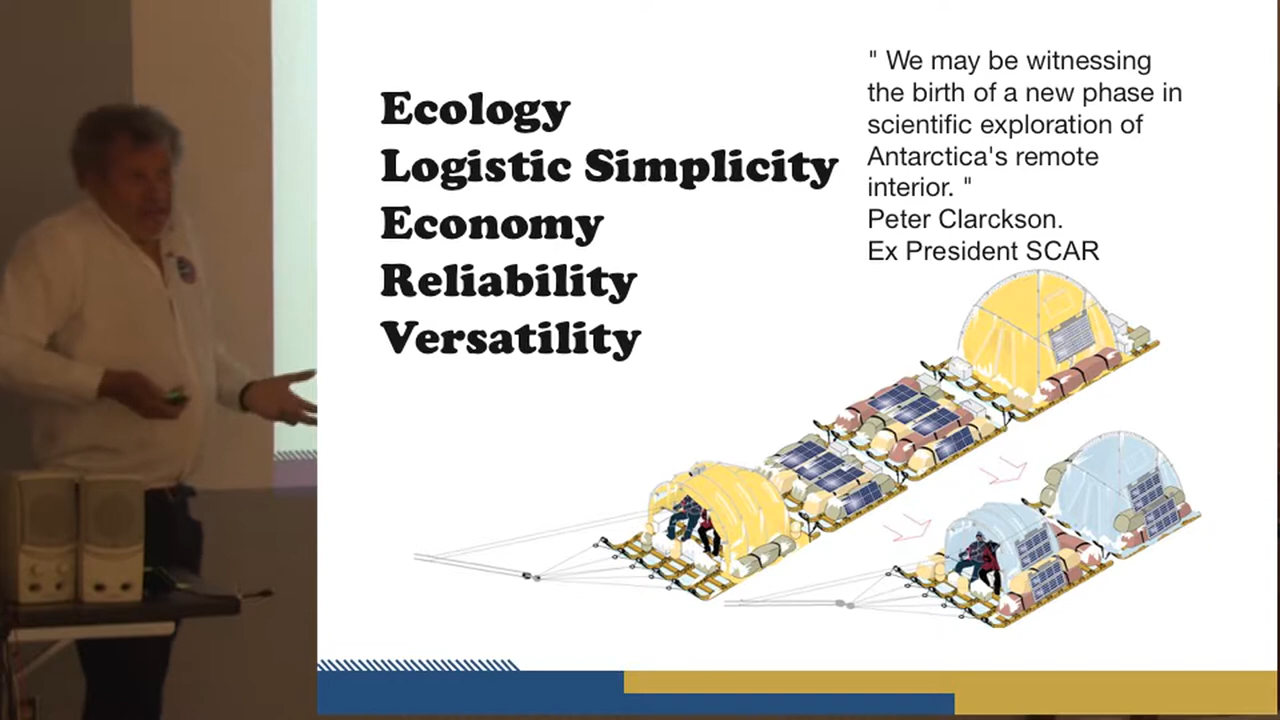 Ecology
Logistic Simplicity
Economy
Reliability
Versatility
" We may be witnessing
the birth of a new phase in
scientific exploration of
Antarctica's remote
interior. "
Peter Clarckson.
Ex President SCAR